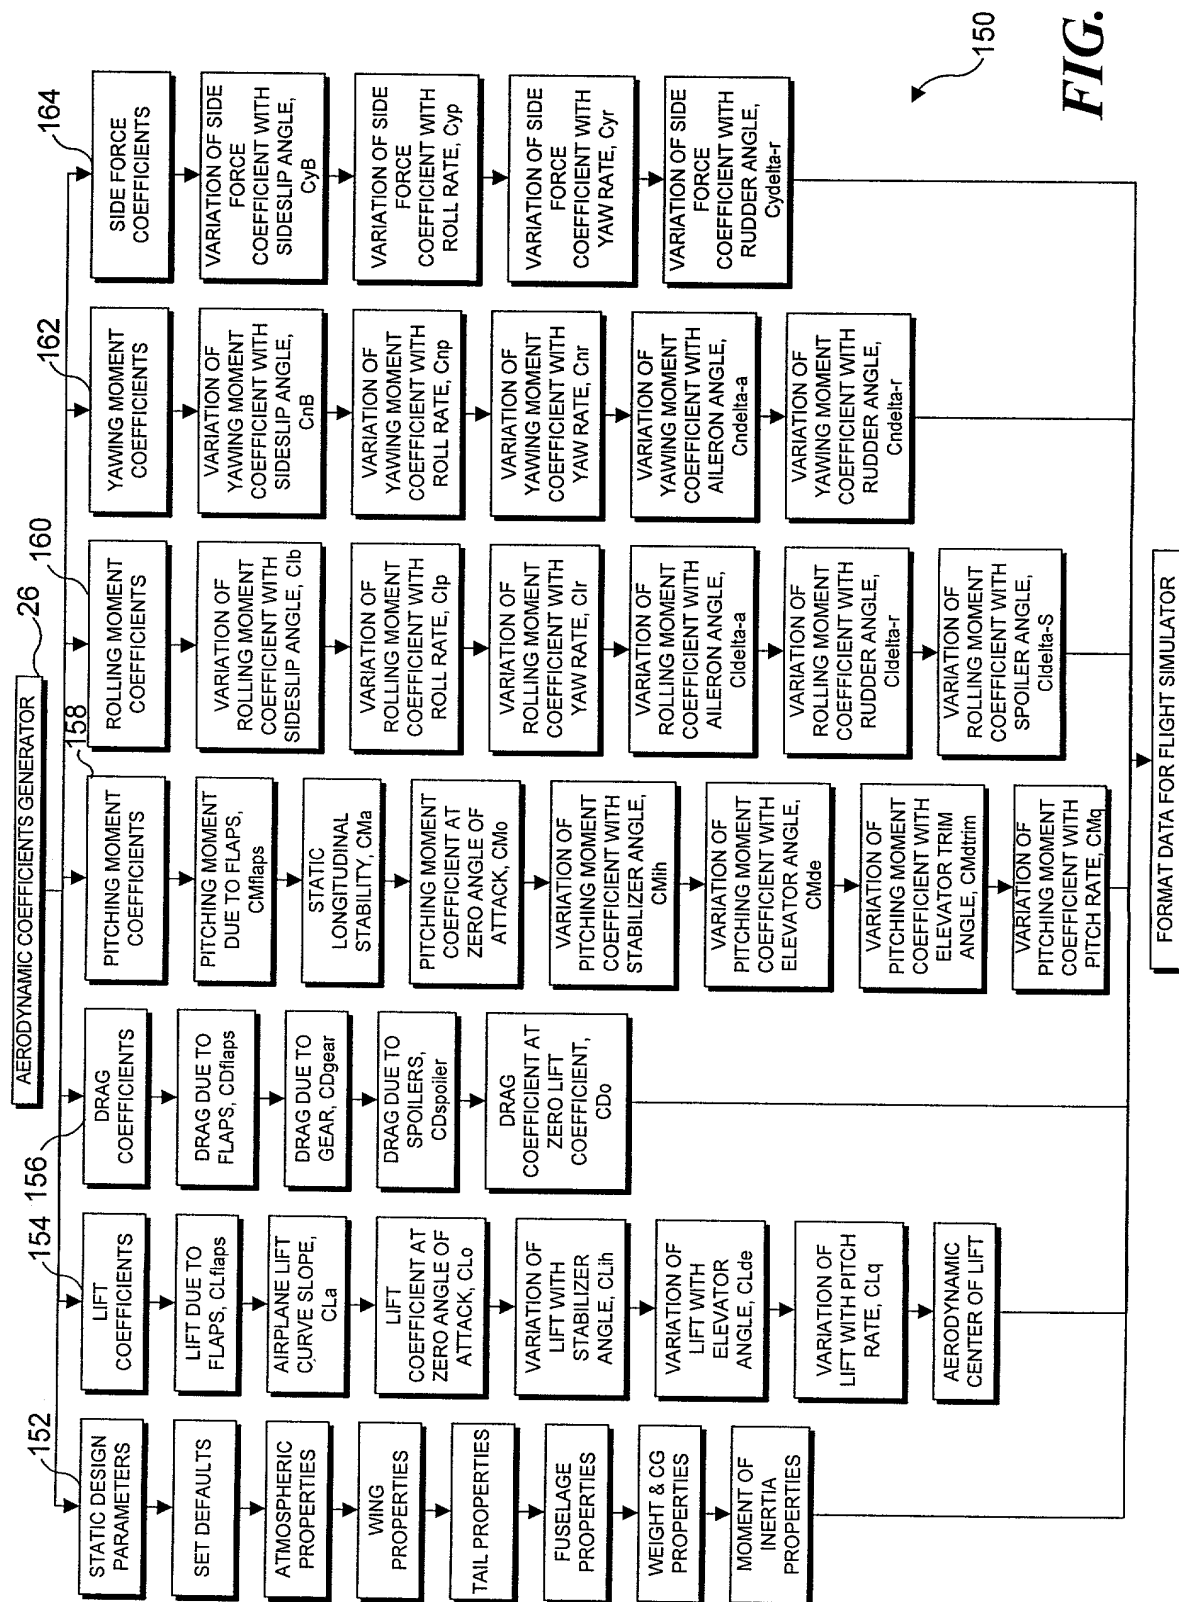 AERODYNAMIC COEFFICIENTS GENERATOR
26
152
STATIC DESIGN
PARAMETERS
SET DEFAULTS
ATMOSPHERIC
PROPERTIES
WING
PROPERTIES
TAIL PROPERTIES
FUSELAGE
PROPERTIES
WEIGHT & CG
PROPERTIES
MOMENT OF
INERTIA
PROPERTIES
154
LIFT
COEFFICIENTS
LIFT DUE TO
FLAPS, CLflaps
AIRPLANE LIFT
CURVE SLOPE,
CLa
LIFT
COEFFICIENT AT
ZERO ANGLE OF
ATTACK, CLo
VARIATION OF
LIFT WITH
STABILIZER
ANGLE, CLih
VARIATION OF
LIFT WITH
ELEVATOR
ANGLE, CLde
VARIATION OF
LIFT WITH PITCH
RATE, CLq
AERODYNAMIC
CENTER OF LIFT
156
DRAG
COEFFICIENTS
DRAG DUE TO
FLAPS, CDflaps
DRAG DUE TO
GEAR, CDgear
DRAG DUE TO
SPOILERS,
CDspoiler
DRAG
COEFFICIENT AT
ZERO LIFT
COEFFICIENT,
CDo
158
PITCHING MOMENT
COEFFICIENTS
PITCHING MOMENT
DUE TO FLAPS,
CMflaps
STATIC
LONGITUDINAL
STABILITY, CMa
PITCHING MOMENT
COEFFICIENT AT
ZERO ANGLE OF
ATTACK, CMo
VARIATION OF
PITCHING MOMENT
COEFFICIENT WITH
STABILIZER ANGLE,
CMih
VARIATION OF
PITCHING MOMENT
COEFFICIENT WITH
ELEVATOR ANGLE,
CMde
VARIATION OF
PITCHING MOMENT
COEFFICIENT WITH
ELEVATOR TRIM
ANGLE, CMdtrim
VARIATION OF
PITCHING MOMENT
COEFFICIENT WITH
PITCH RATE, CMq
160
ROLLING MOMENT
COEFFICIENTS
VARIATION OF
ROLLING MOMENT
COEFFICIENT WITH
SIDESLIP ANGLE, Clb
VARIATION OF
ROLLING MOMENT
COEFFICIENT WITH
ROLL RATE, Clp
VARIATION OF
ROLLING MOMENT
COEFFICIENT WITH
YAW RATE, Clr
VARIATION OF
ROLLING MOMENT
COEFFICIENT WITH
AILERON ANGLE,
Cldelta-a
VARIATION OF
ROLLING MOMENT
COEFFICIENT WITH
RUDDER ANGLE,
Cldelta-r
VARIATION OF
ROLLING MOMENT
COEFFICIENT WITH
SPOILER ANGLE,
Cldelta-S
162
YAWING MOMENT
COEFFICIENTS
VARIATION OF
YAWING MOMENT
COEFFICIENT WITH
SIDESLIP ANGLE,
CnB
VARIATION OF
YAWING MOMENT
COEFFICIENT WITH
ROLL RATE, Cnp
VARIATION OF
YAWING MOMENT
COEFFICIENT WITH
YAW RATE, Cnr
VARIATION OF
YAWING MOMENT
COEFFICIENT WITH
AILERON ANGLE,
Cndelta-a
VARIATION OF
YAWING MOMENT
COEFFICIENT WITH
RUDDER ANGLE,
Cndelta-r
164
SIDE FORCE
COEFFICIENTS
VARIATION OF SIDE
FORCE
COEFFICIENT WITH
SIDESLIP ANGLE,
CyB
VARIATION OF SIDE
FORCE
COEFFICIENT WITH
ROLL RATE, Cyp
VARIATION OF SIDE
FORCE
COEFFICIENT WITH
YAW RATE, Cyr
VARIATION OF SIDE
FORCE
COEFFICIENT WITH
RUDDER ANGLE,
Cydelta-r
FORMAT DATA FOR FLIGHT SIMULATOR
150
FIG.